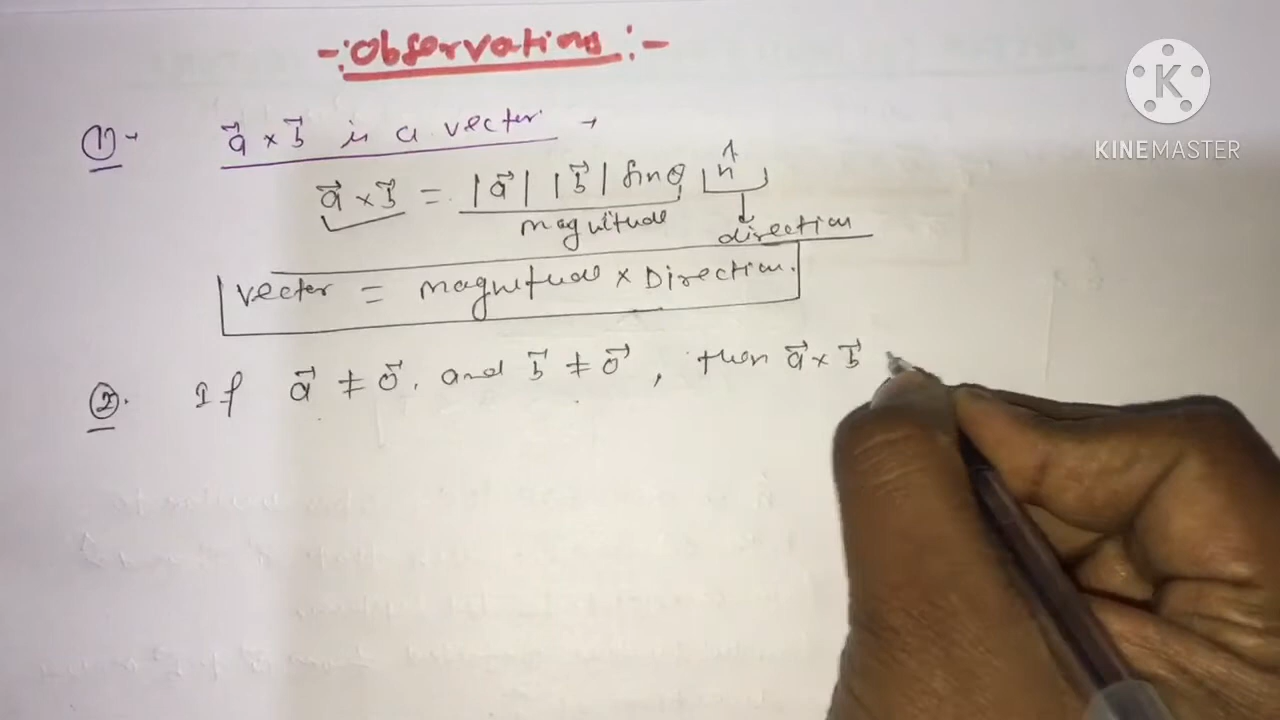 -: Observations :-
K
KINEMASTER
1)- a⃗ × b⃗ is a vector →
a⃗ × b⃗ = |a⃗| |b⃗| sinθ n̂
magnitude direction
vector = magnitude × Direction.
2). If a⃗ ≠ 0⃗. and b⃗ ≠ 0⃗, then a⃗ × b⃗